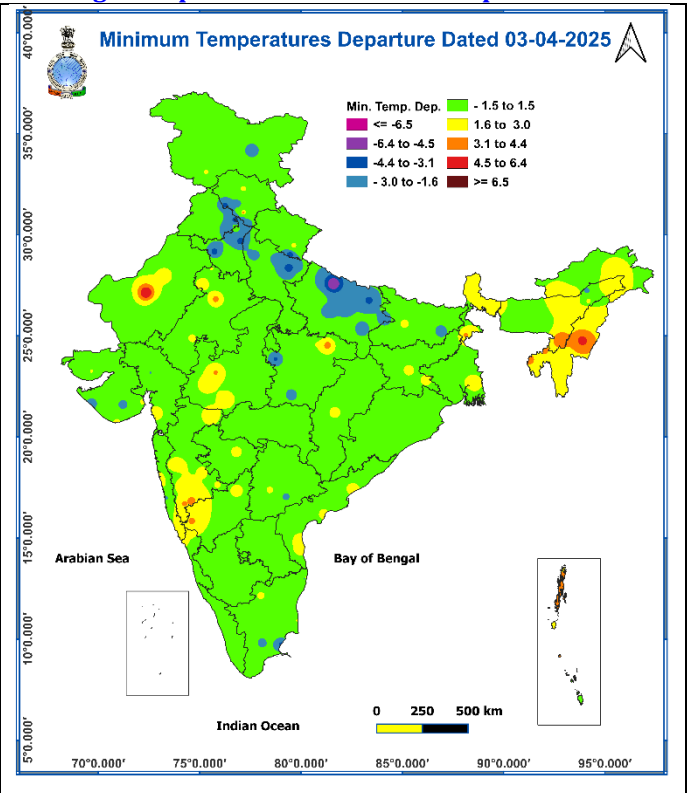 Minimum Temperatures Departure Dated 03-04-2025
Min. Temp. Dep.
<= -6.5
-6.4 to -4.5
-4.4 to -3.1
- 3.0 to -1.6
- 1.5 to 1.5
1.6 to 3.0
3.1 to 4.4
4.5 to 6.4
>= 6.5
40°0.000'
35°0.000'
30°0.000'
25°0.000'
20°0.000'
15°0.000'
10°0.000'
5°0.000'
Arabian Sea
Bay of Bengal
Indian Ocean
0 250 500 km
70°0.000' 75°0.000' 80°0.000' 85°0.000' 90°0.000' 95°0.000'